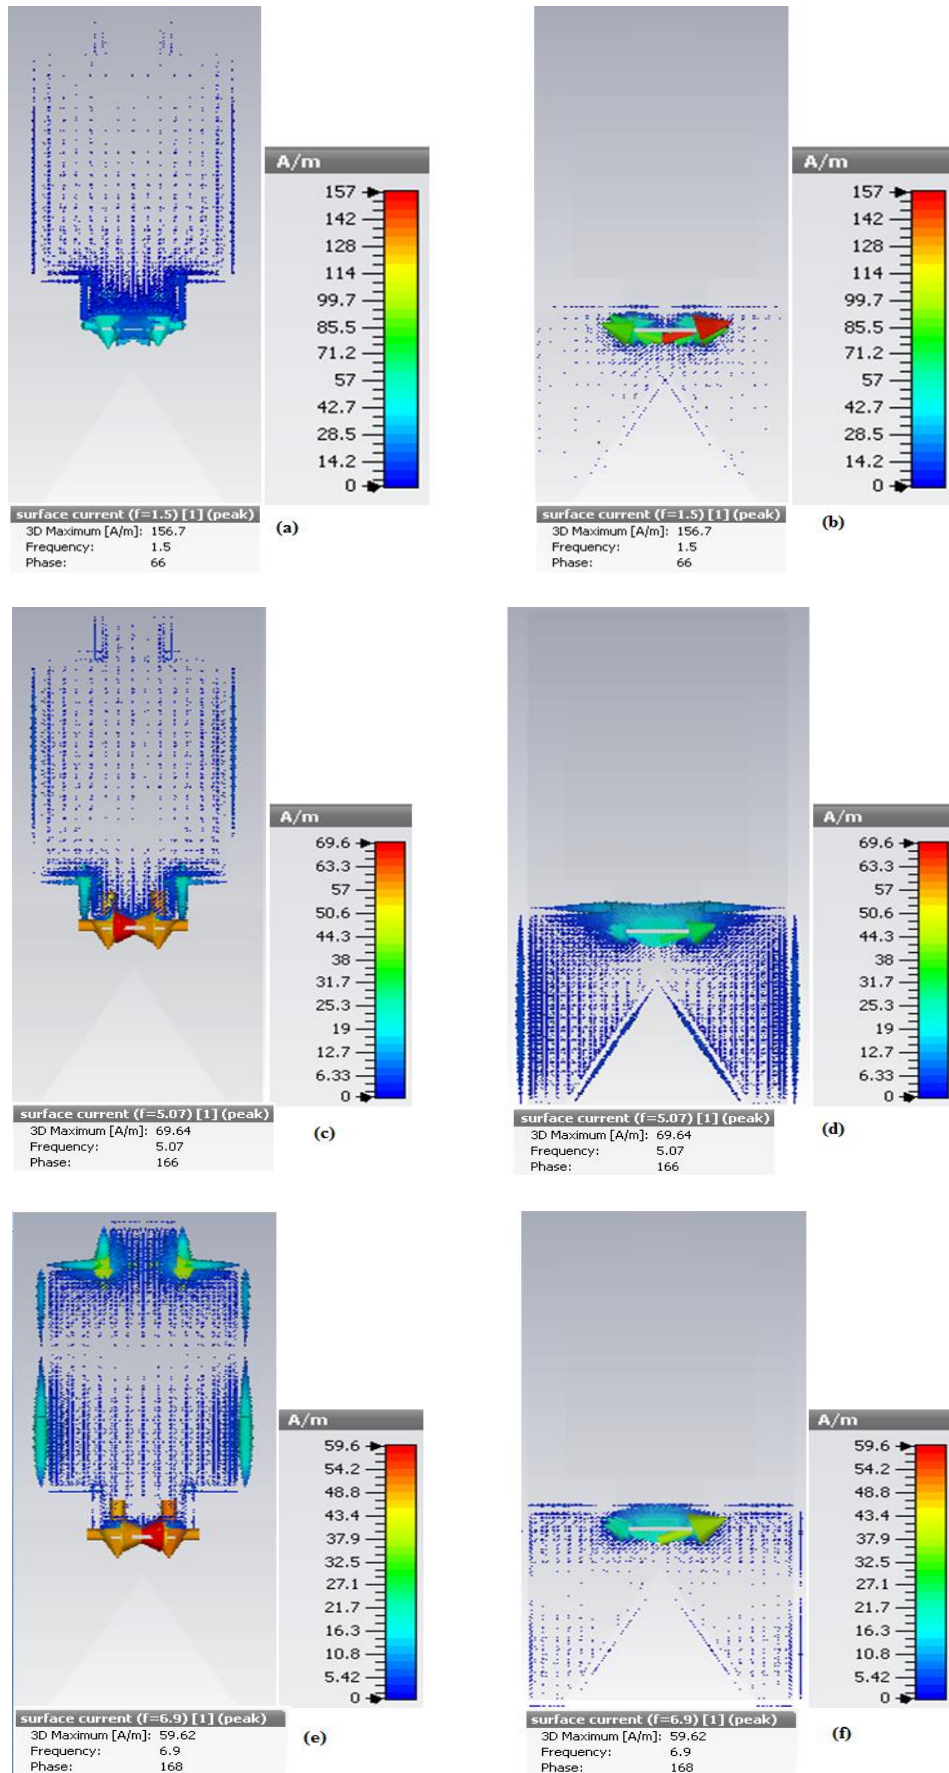 A/m
157
142
128
114
99.7
85.5
71.2
57
42.7
28.5
14.2
0
surface current (f=1.5) [1] (peak)
3D Maximum [A/m]: 156.7
Frequency: 1.5
Phase: 66
(a)
A/m
157
142
128
114
99.7
85.5
71.2
57
42.7
28.5
14.2
0
surface current (f=1.5) [1] (peak)
3D Maximum [A/m]: 156.7
Frequency: 1.5
Phase: 66
(b)
A/m
69.6
63.3
57
50.6
44.3
38
31.7
25.3
19
12.7
6.33
0
surface current (f=5.07) [1] (peak)
3D Maximum [A/m]: 69.64
Frequency: 5.07
Phase: 166
(c)
A/m
69.6
63.3
57
50.6
44.3
38
31.7
25.3
19
12.7
6.33
0
surface current (f=5.07) [1] (peak)
3D Maximum [A/m]: 69.64
Frequency: 5.07
Phase: 166
(d)
A/m
59.6
54.2
48.8
43.4
37.9
32.5
27.1
21.7
16.3
10.8
5.42
0
surface current (f=6.9) [1] (peak)
3D Maximum [A/m]: 59.62
Frequency: 6.9
Phase: 168
(e)
A/m
59.6
54.2
48.8
43.4
37.9
32.5
27.1
21.7
16.3
10.8
5.42
0
surface current (f=6.9) [1] (peak)
3D Maximum [A/m]: 59.62
Frequency: 6.9
Phase: 168
(f)